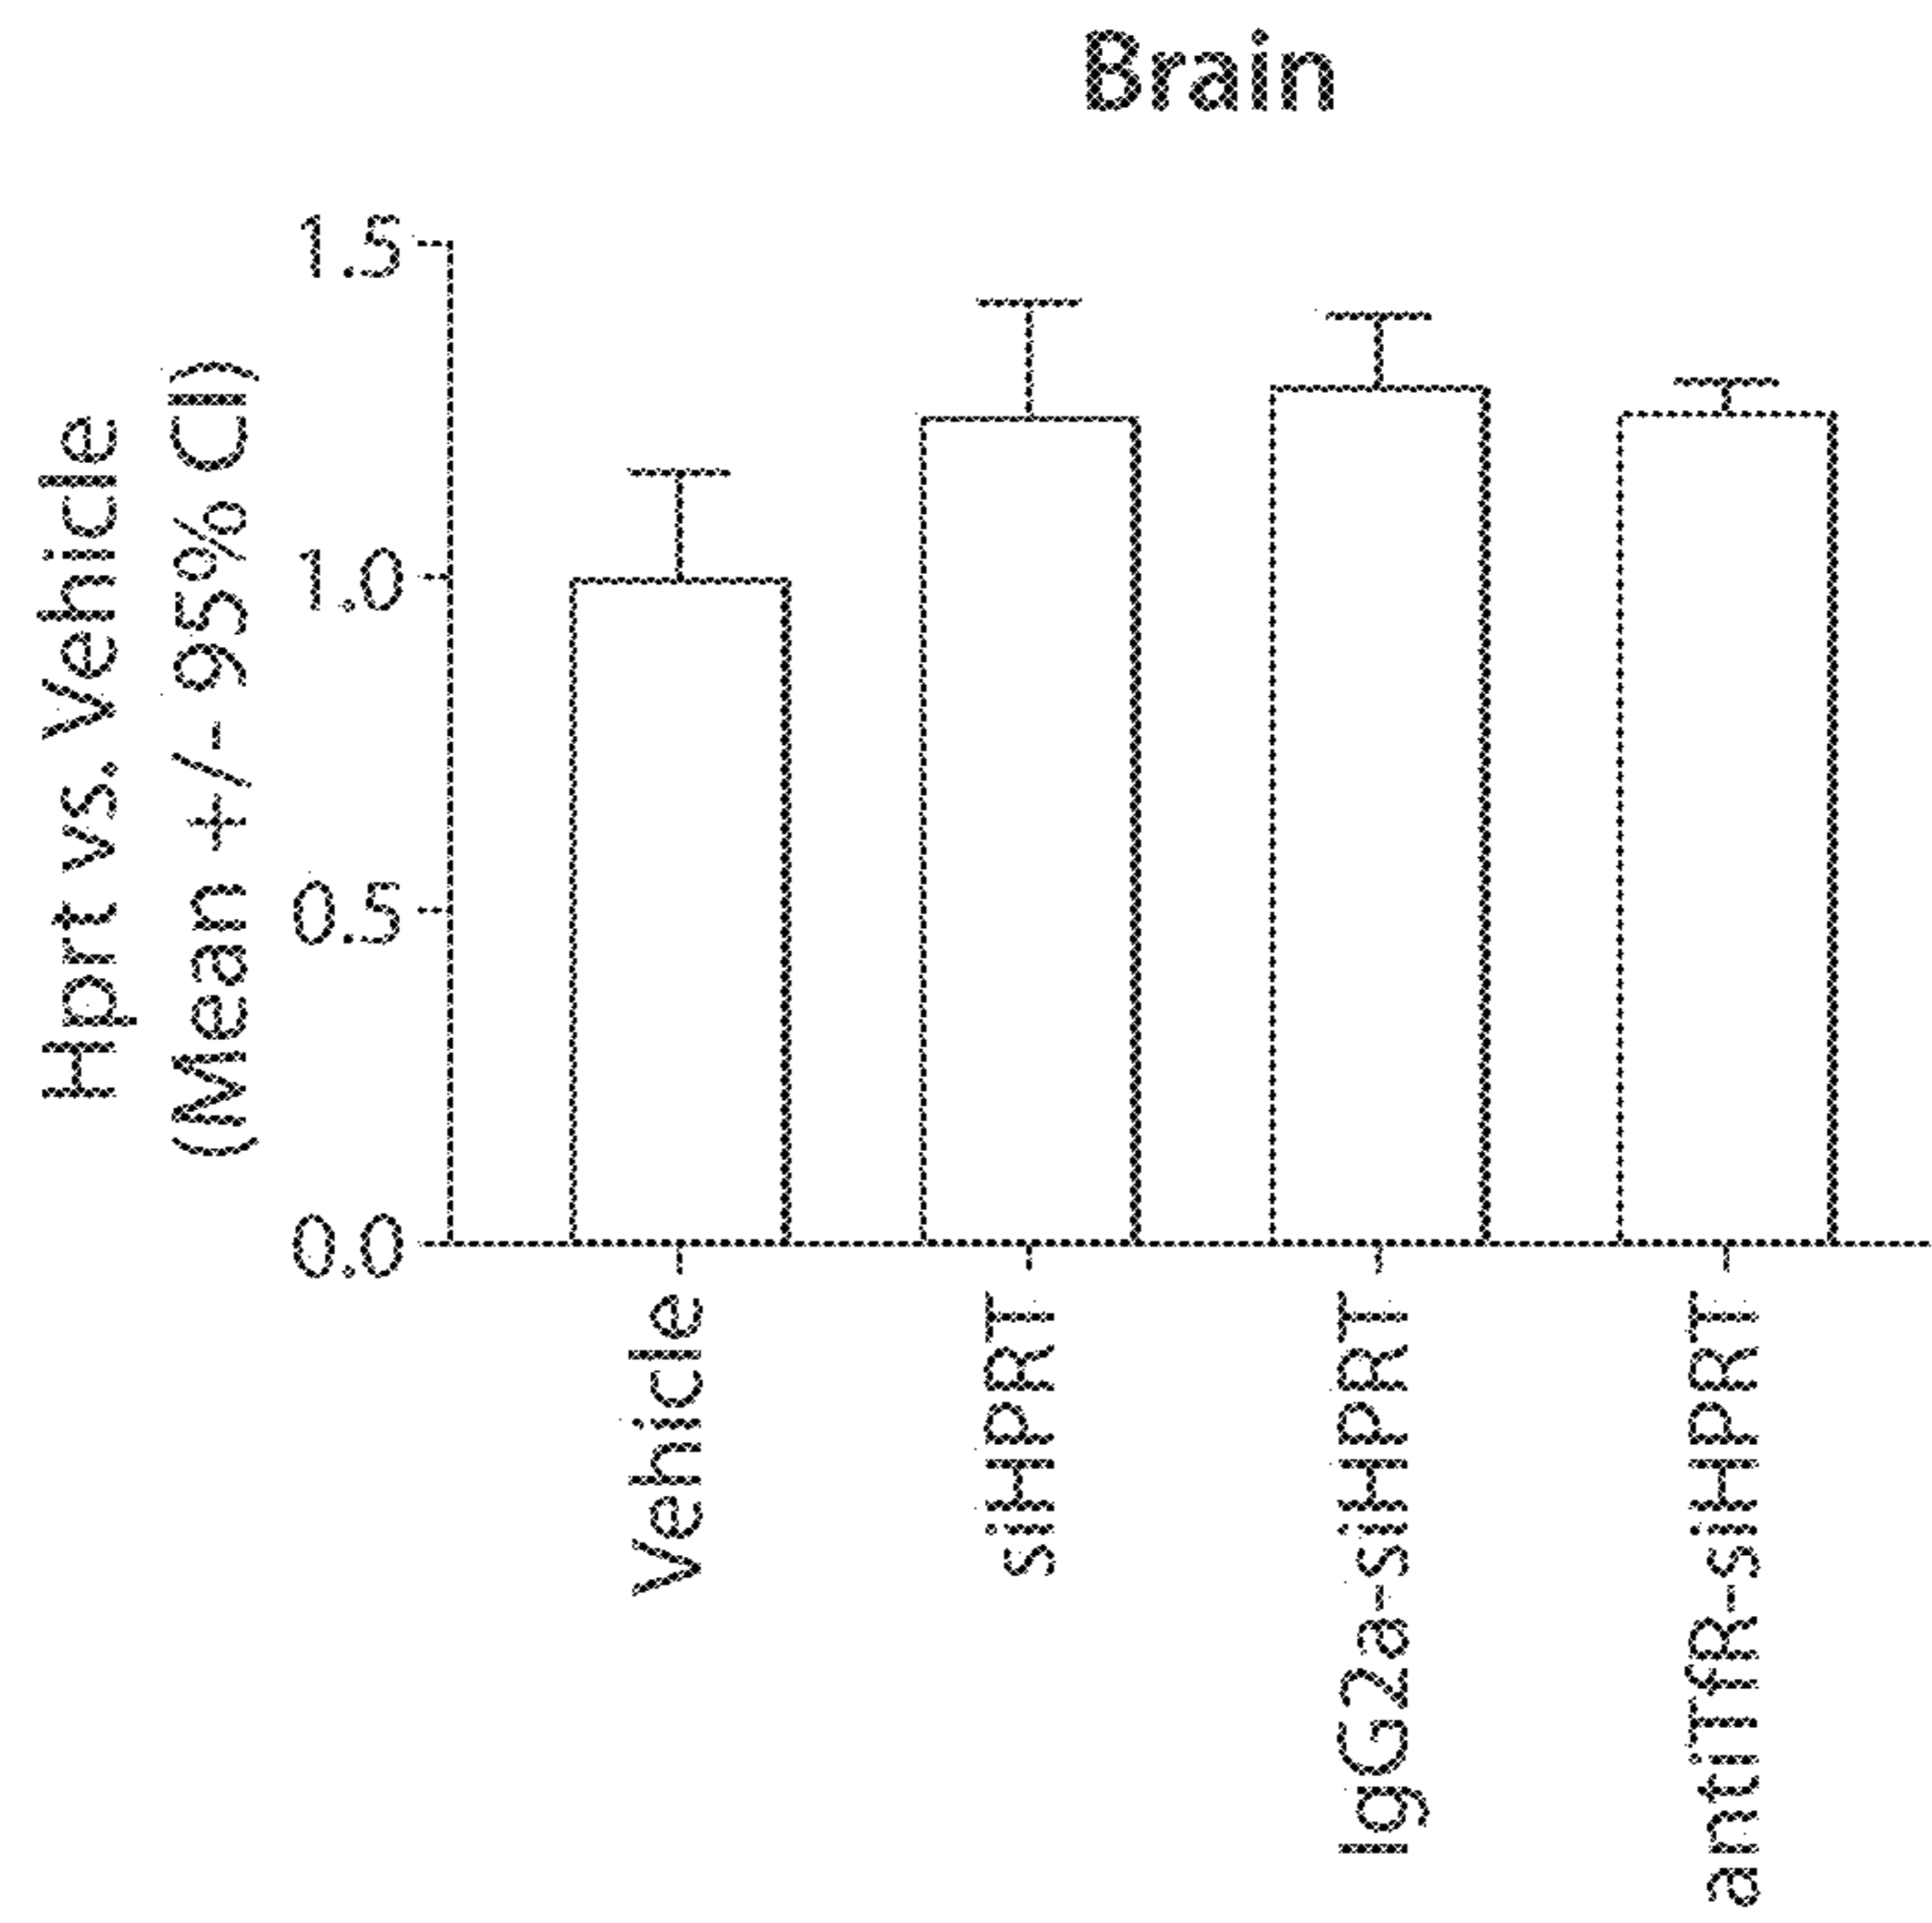 Brain
Hprt vs. Vehicle
(Mean +/- 95% CI)
1.5
1.0
0.5
0.0
Vehicle
siHPRT
IgG2a-siHPRT
antiTfR-siHPRT